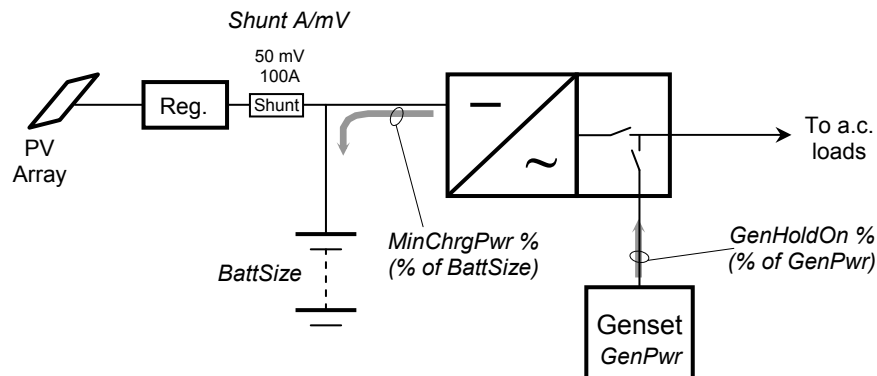 Shunt A/mV
50 mV
100A
Reg.
Shunt
PV
Array
−
~
To a.c.
loads
MinChrgPwr %
(% of BattSize)
GenHoldOn %
(% of GenPwr)
BattSize
Genset
GenPwr